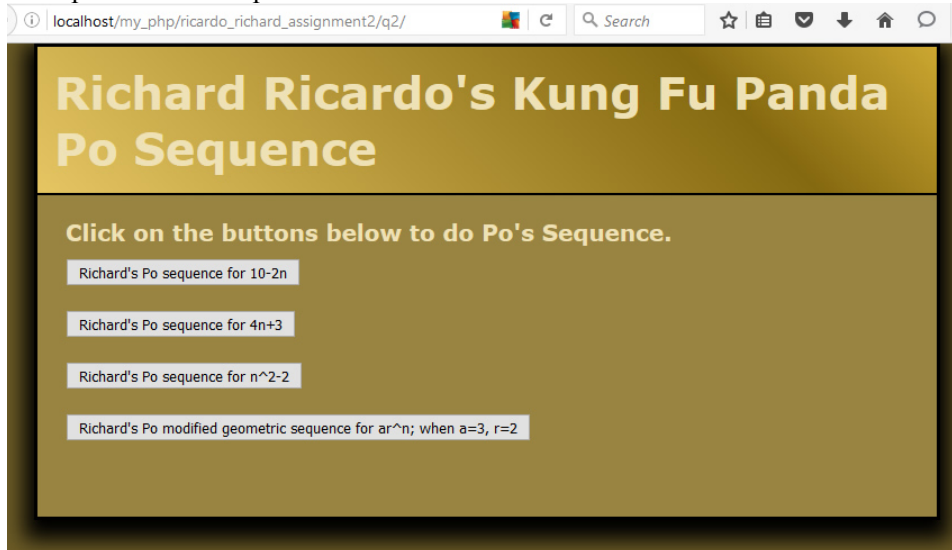 localhost/my_php/ricardo_richard_assignment2/q2/ Search
Richard Ricardo's Kung Fu Panda
Po Sequence
Click on the buttons below to do Po's Sequence.
Richard's Po sequence for 10-2n
Richard's Po sequence for 4n+3
Richard's Po sequence for n^2-2
Richard's Po modified geometric sequence for ar^n; when a=3, r=2